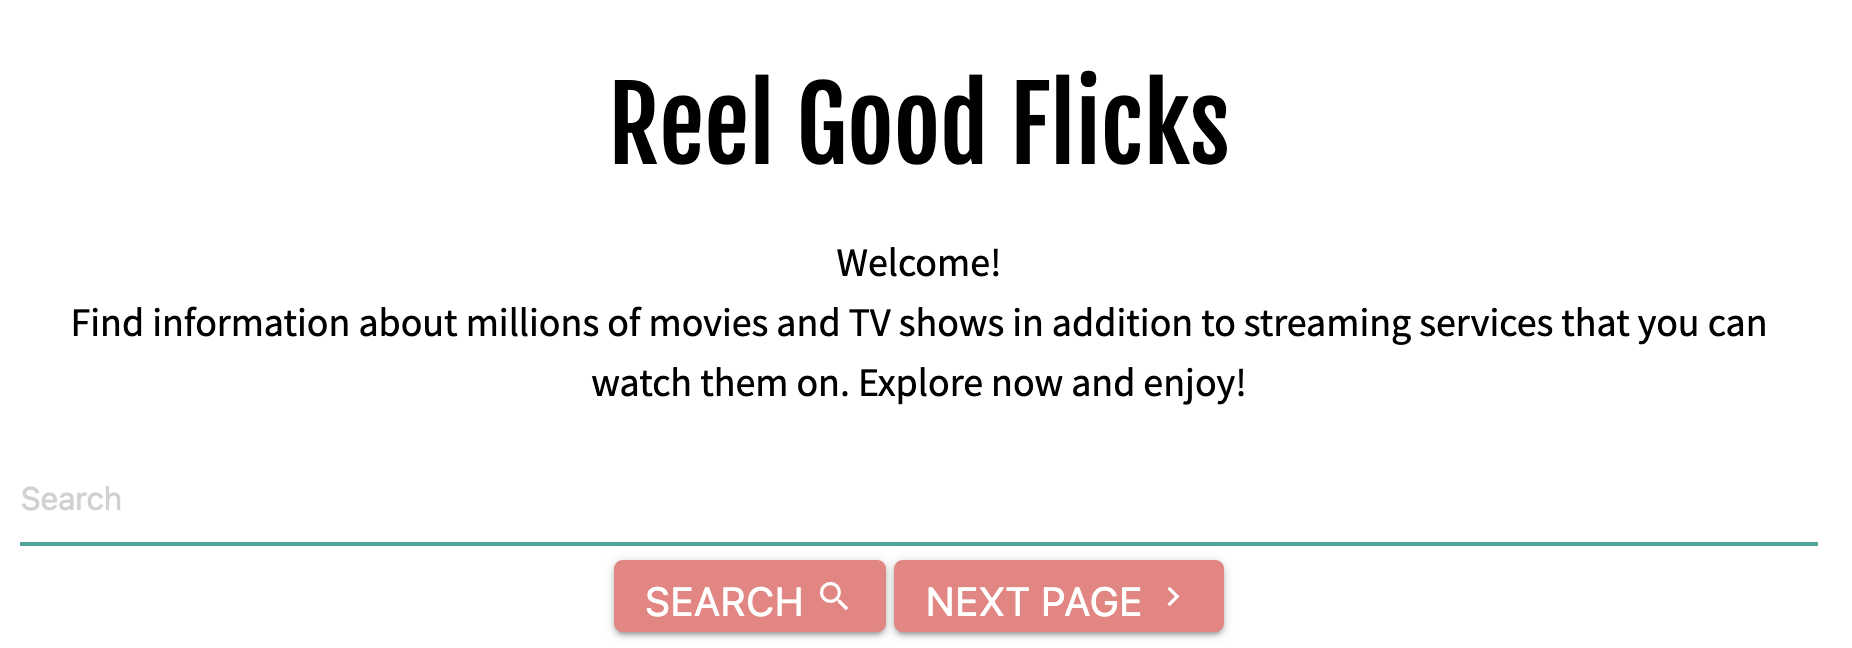 Reel Good Flicks
Welcome!
Find information about millions of movies and TV shows in addition to streaming services that you can
watch them on. Explore now and enjoy!
Search
SEARCH
NEXT PAGE